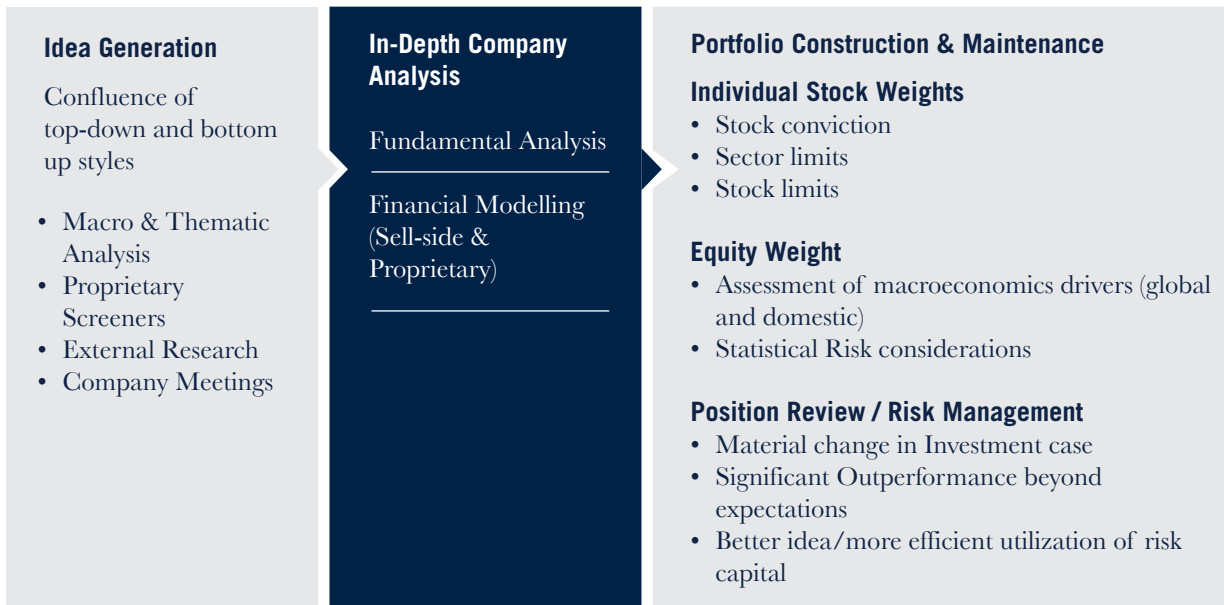 Idea Generation
Confluence of
top-down and bottom
up styles
• Macro & Thematic
Analysis
• Proprietary
Screeners
• External Research
• Company Meetings
In-Depth Company
Analysis
Fundamental Analysis
Financial Modelling
(Sell-side &
Proprietary)
Portfolio Construction & Maintenance
Individual Stock Weights
• Stock conviction
• Sector limits
• Stock limits
Equity Weight
• Assessment of macroeconomics drivers (global
and domestic)
• Statistical Risk considerations
Position Review / Risk Management
• Material change in Investment case
• Significant Outperformance beyond
expectations
• Better idea/more efficient utilization of risk
capital